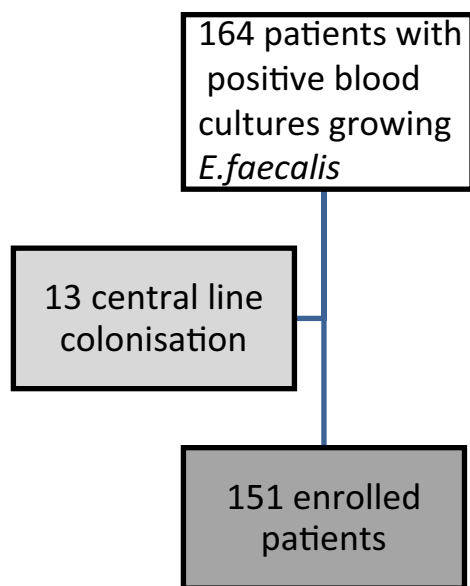 164 patients with
positive blood
cultures growing
E.faecalis
13 central line
colonisation
151 enrolled
patients